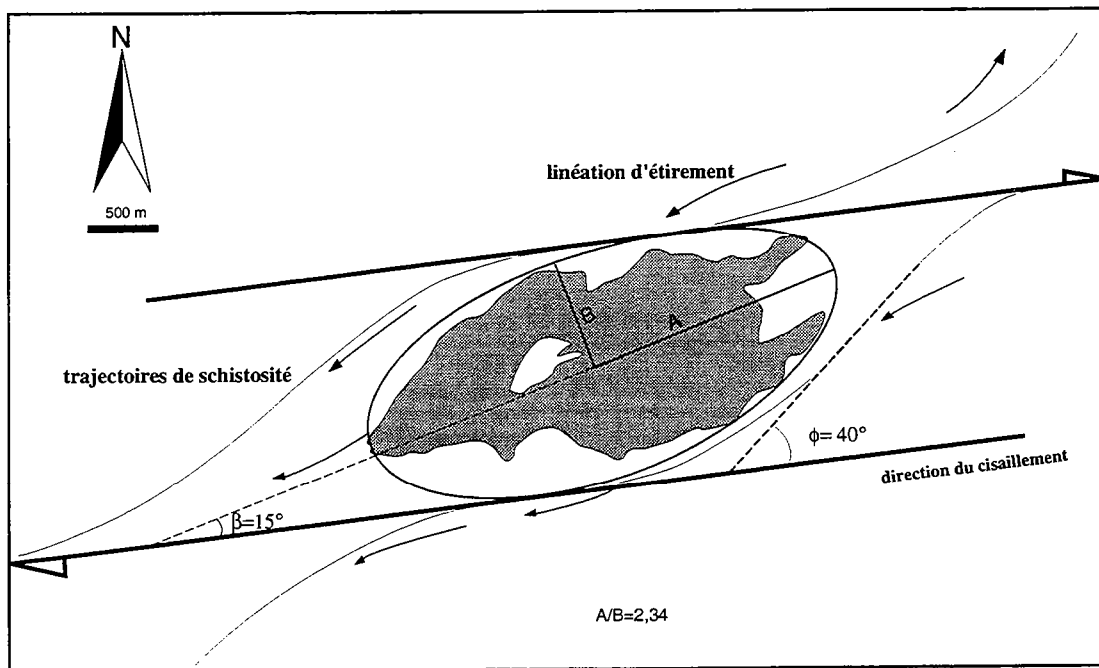 N
500 m
linéation d'étirement
B
A
trajectoires de schistosité
ϕ= 40°
direction du cisaillement
β=15°
A/B=2,34